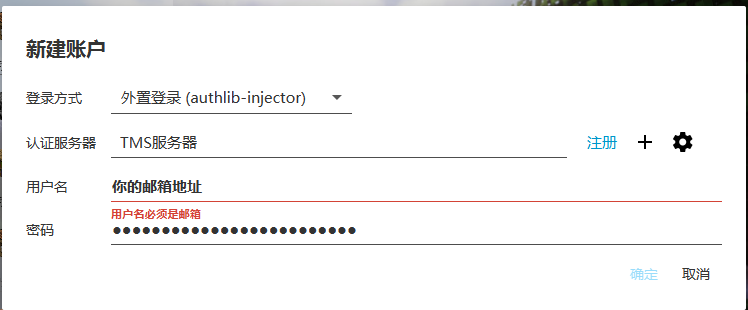 新建账户
登录方式 外置登录 (authlib-injector)
认证服务器 TMS服务器 注册
用户名 你的邮箱地址
用户名必须是邮箱
密码 ●●●●●●●●●●●●●●●●●●●●●●●●●
确定 取消